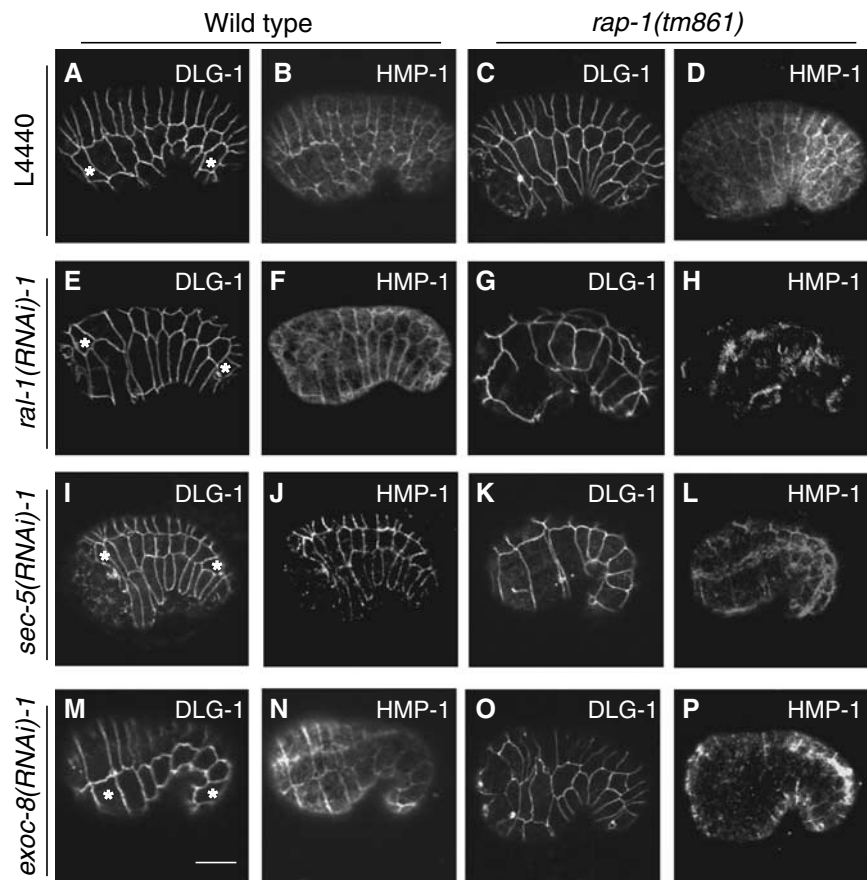 Wild type
rap-1(tm861)
L4440
A DLG-1
B HMP-1
C DLG-1
D HMP-1
ral-1(RNAi)-1
E DLG-1
F HMP-1
G DLG-1
H HMP-1
sec-5(RNAi)-1
I DLG-1
J HMP-1
K DLG-1
L HMP-1
exoc-8(RNAi)-1
M DLG-1
N HMP-1
O DLG-1
P HMP-1